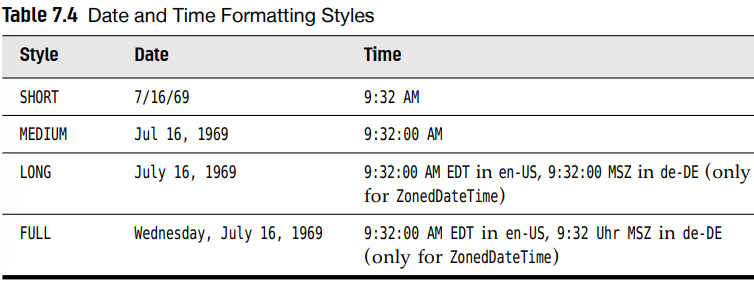 Table 7.4 Date and Time Formatting Styles
Style Date Time
SHORT 7/16/69 9:32 AM
MEDIUM Jul 16, 1969 9:32:00 AM
LONG July 16, 1969 9:32:00 AM EDT in en-US, 9:32:00 MSZ in de-DE (only
for ZonedDateTime)
FULL Wednesday, July 16, 1969 9:32:00 AM EDT in en-US, 9:32 Uhr MSZ in de-DE
(only for ZonedDateTime)